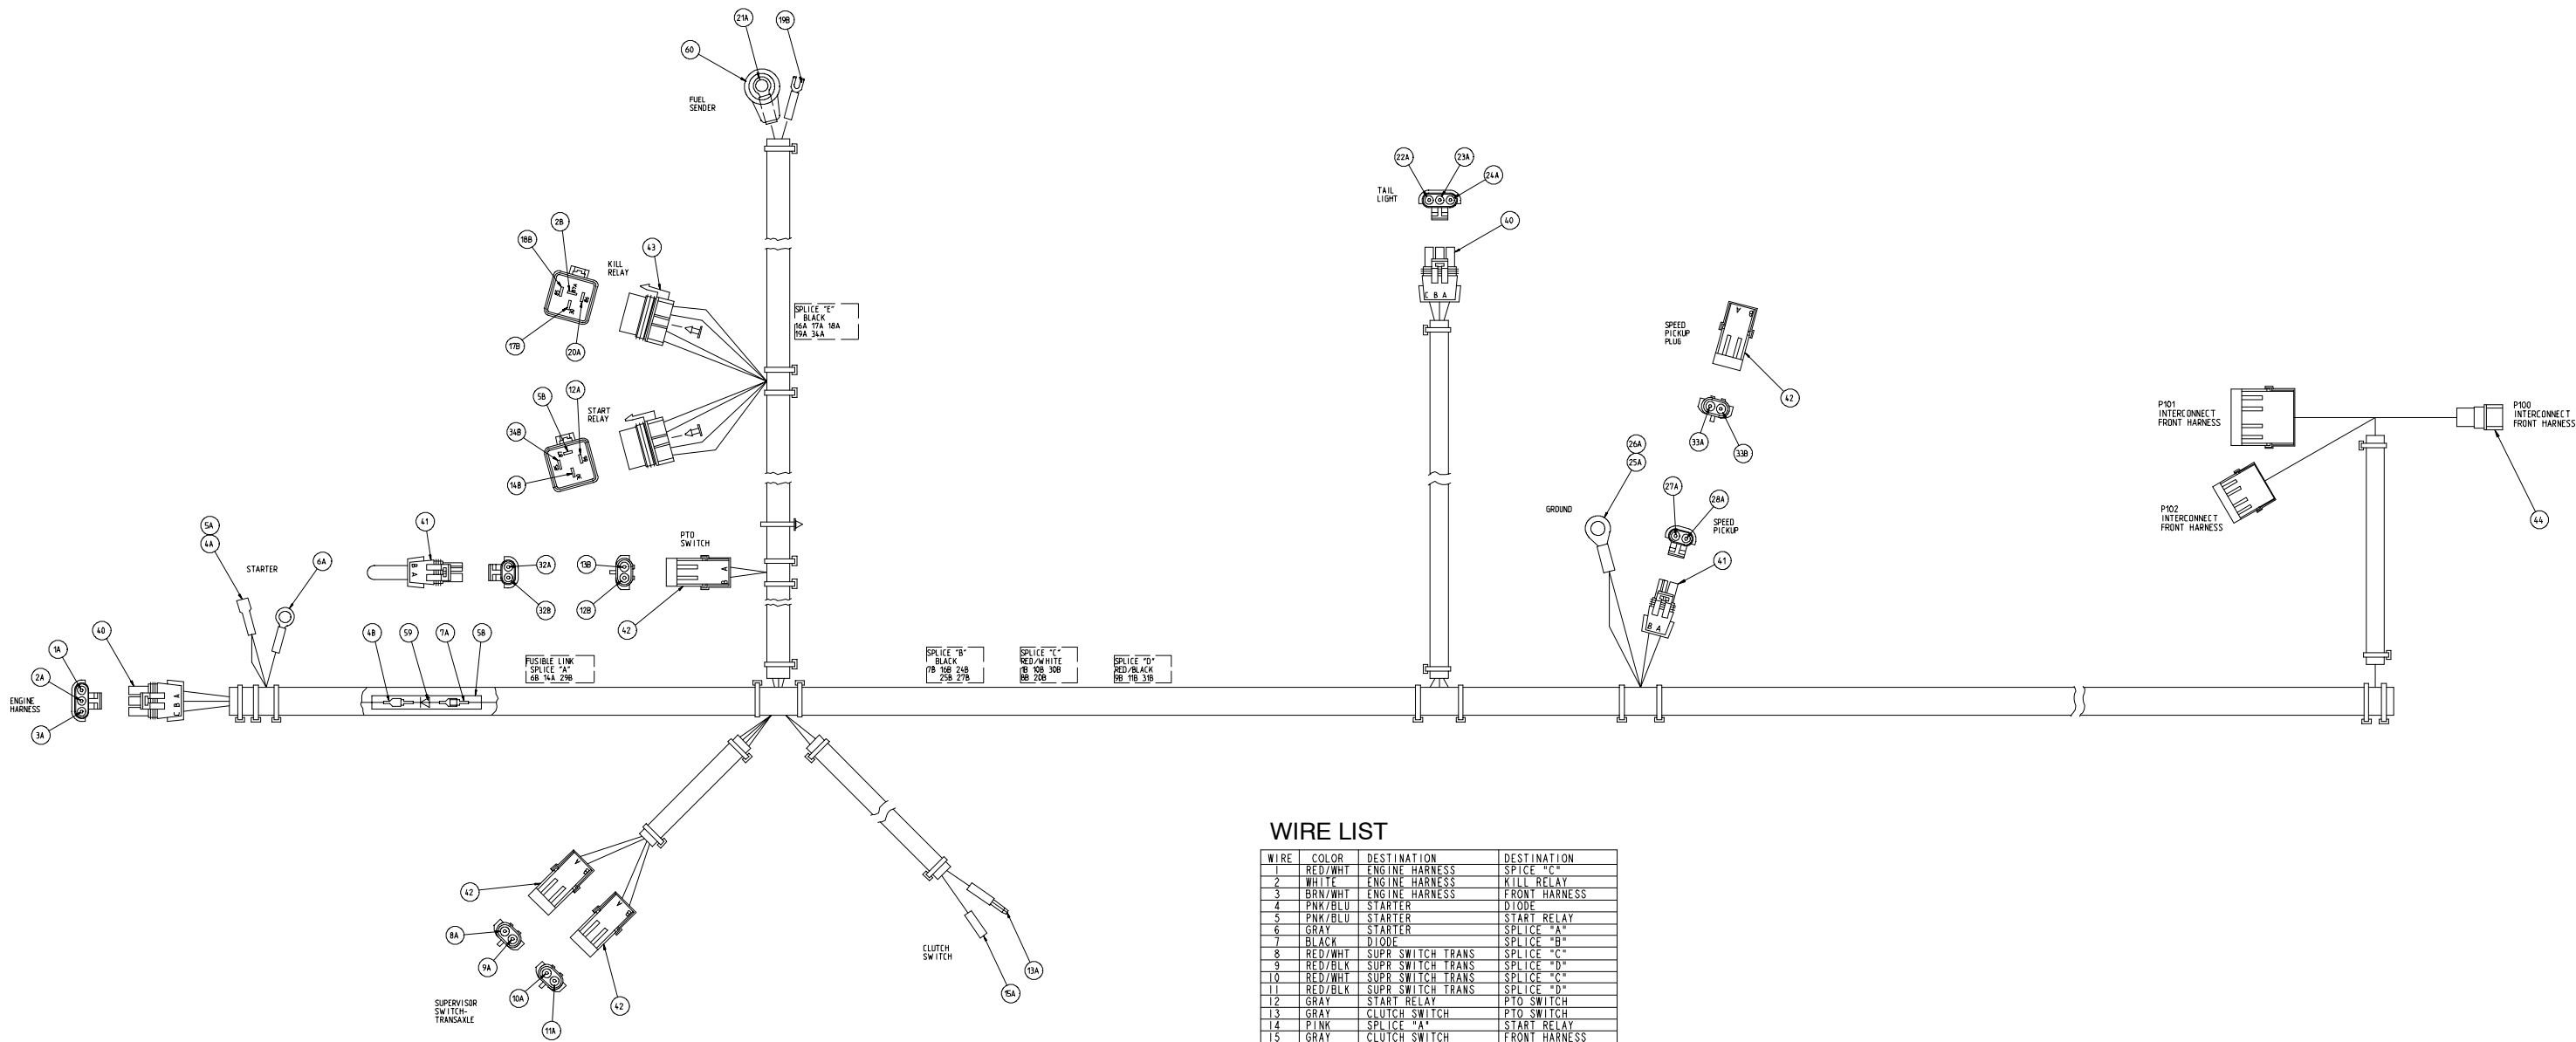 21A
19B
60
FUEL
SENDER
22A
23A
24A
TAIL
LIGHT
40
2B
18B
43
KILL
RELAY
17B
20A
SPLICE "E"
BLACK
16A 17A 18A
19A 34A
SPEED
PICKUP
PLUG
A
B
42
33A
33B
5B
12A
START
RELAY
34B
14B
C B A
P101
INTERCONNECT
FRONT HARNESS
P100
INTERCONNECT
FRONT HARNESS
P102
INTERCONNECT
FRONT HARNESS
44
26A
25A
GROUND
27A
28A
SPEED
PICKUP
41
B A
5A
4A
STARTER
6A
41
B A
32A
32B
13B
12B
PTO
SWITCH
A
B
42
1A
2A
3A
ENGINE
HARNESS
40
C B A
4B
59
7A
58
FUSIBLE LINK
SPLICE "A"
6B 14A 29B
SPLICE "B"
BLACK
7B 16B 24B
25B 27B
SPLICE "C"
RED/WHITE
1B 10B 30B
8B 20B
SPLICE "D"
RED/BLACK
9B 11B 31B
42
8A
9A
10A
11A
42
SUPERVISOR
SWITCH-
TRANSAXLE
CLUTCH
SWITCH
13A
15A
WIRE LIST
WIRE COLOR DESTINATION DESTINATION
1 RED/WHT ENGINE HARNESS SPICE "C"
2 WHITE ENGINE HARNESS KILL RELAY
3 BRN/WHT ENGINE HARNESS FRONT HARNESS
4 PNK/BLU STARTER DIODE
5 PNK/BLU STARTER START RELAY
6 GRAY STARTER SPLICE "A"
7 BLACK DIODE SPLICE "B"
8 RED/WHT SUPR SWITCH TRANS SPLICE "C"
9 RED/BLK SUPR SWITCH TRANS SPLICE "D"
10 RED/WHT SUPR SWITCH TRANS SPLICE "C"
11 RED/BLK SUPR SWITCH TRANS SPLICE "D"
12 GRAY START RELAY PTO SWITCH
13 GRAY CLUTCH SWITCH PTO SWITCH
14 PINK SPLICE "A" START RELAY
15 GRAY CLUTCH SWITCH FRONT HARNESS